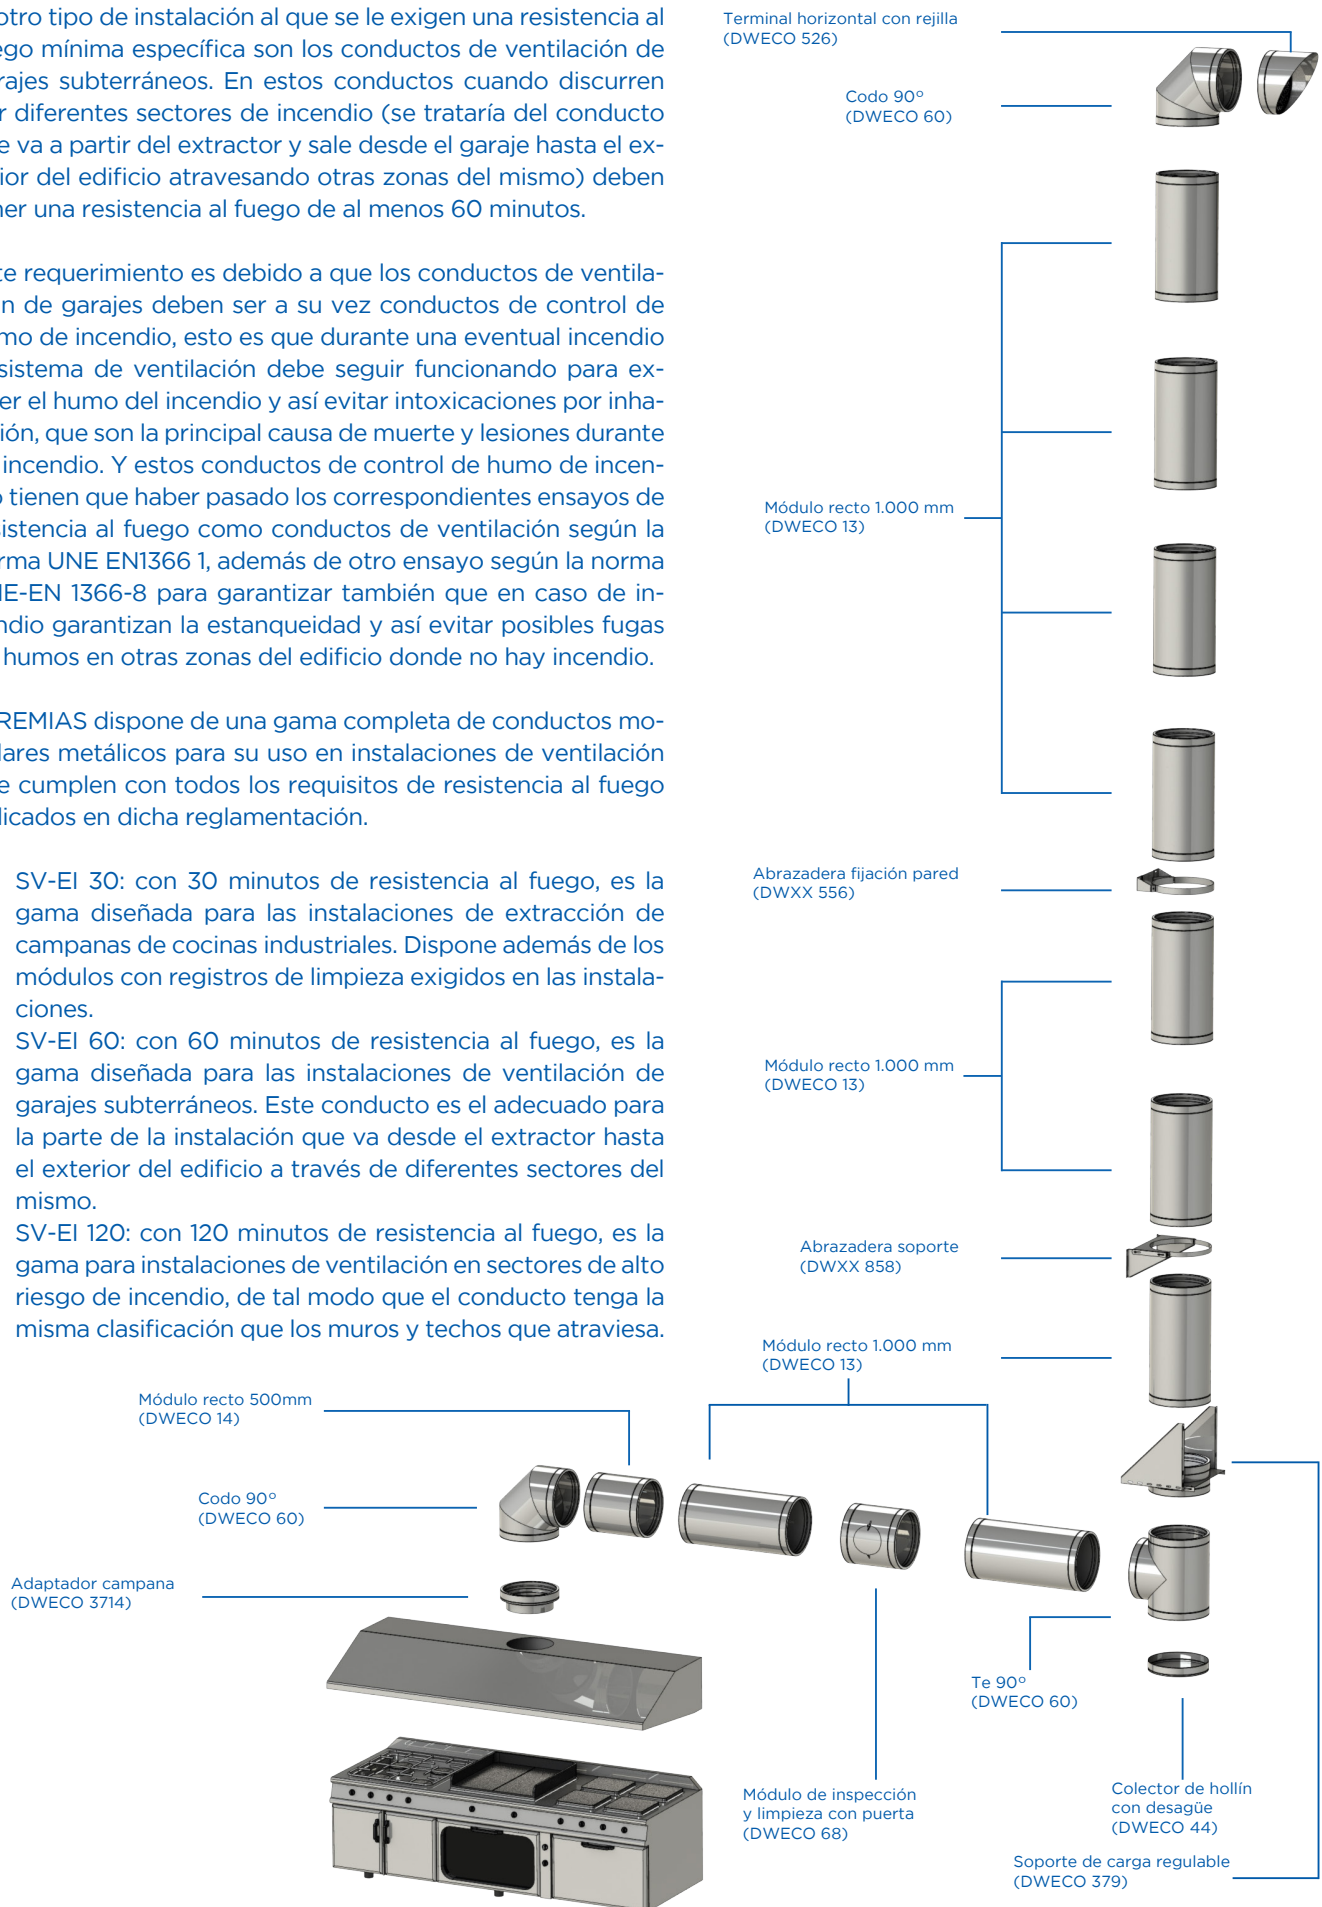 otro tipo de instalación al que se le exigen una resistencia al
ego mínima específica son los conductos de ventilación de
rajes subterráneos. En estos conductos cuando discurren
r diferentes sectores de incendio (se trataría del conducto
e va a partir del extractor y sale desde el garaje hasta el ex-
ior del edificio atravesando otras zonas del mismo) deben
ner una resistencia al fuego de al menos 60 minutos.
te requerimiento es debido a que los conductos de ventila-
n de garajes deben ser a su vez conductos de control de
mo de incendio, esto es que durante una eventual incendio
sistema de ventilación debe seguir funcionando para ex-
er el humo del incendio y así evitar intoxicaciones por inha-
ión, que son la principal causa de muerte y lesiones durante
incendio. Y estos conductos de control de humo de incen-
o tienen que haber pasado los correspondientes ensayos de
sistencia al fuego como conductos de ventilación según la
orma UNE EN1366 1, además de otro ensayo según la norma
NE-EN 1366-8 para garantizar también que en caso de in-
ndio garantizan la estanqueidad y así evitar posibles fugas
humos en otras zonas del edificio donde no hay incendio.
REMIAS dispone de una gama completa de conductos mo-
lares metálicos para su uso en instalaciones de ventilación
e cumplen con todos los requisitos de resistencia al fuego
licados en dicha reglamentación.
SV-EI 30: con 30 minutos de resistencia al fuego, es la
gama diseñada para las instalaciones de extracción de
campanas de cocinas industriales. Dispone además de los
módulos con registros de limpieza exigidos en las instala-
ciones.
SV-EI 60: con 60 minutos de resistencia al fuego, es la
gama diseñada para las instalaciones de ventilación de
garajes subterráneos. Este conducto es el adecuado para
la parte de la instalación que va desde el extractor hasta
el exterior del edificio a través de diferentes sectores del
mismo.
SV-EI 120: con 120 minutos de resistencia al fuego, es la
gama para instalaciones de ventilación en sectores de alto
riesgo de incendio, de tal modo que el conducto tenga la
misma clasificación que los muros y techos que atraviesa.
Terminal horizontal con rejilla
(DWECO 526)
Codo 90º
(DWECO 60)
Módulo recto 1.000 mm
(DWECO 13)
Abrazadera fijación pared
(DWXX 556)
Módulo recto 1.000 mm
(DWECO 13)
Abrazadera soporte
(DWXX 858)
Módulo recto 1.000 mm
(DWECO 13)
Módulo recto 500mm
(DWECO 14)
Codo 90º
(DWECO 60)
Adaptador campana
(DWECO 3714)
Te 90º
(DWECO 60)
Módulo de inspección
y limpieza con puerta
(DWECO 68)
Colector de hollín
con desagüe
(DWECO 44)
Soporte de carga regulable
(DWECO 379)